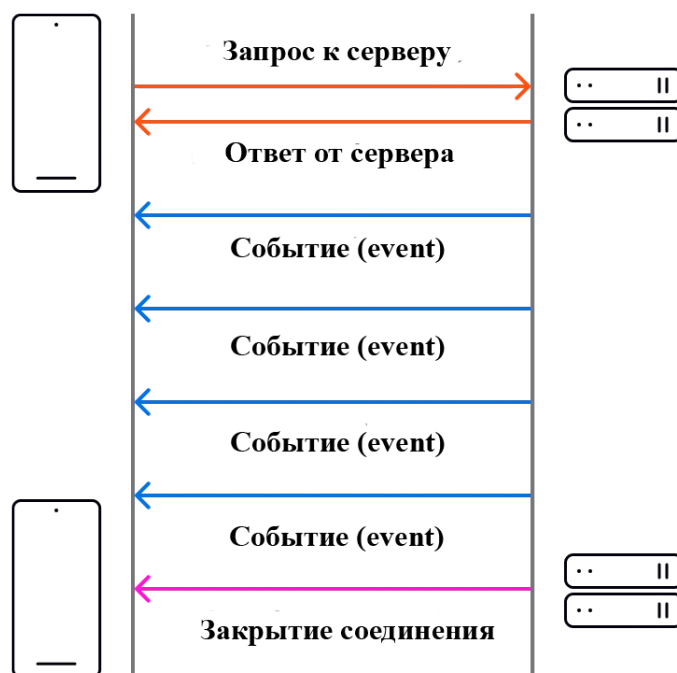 Запрос к серверу
Ответ от сервера
Событие (event)
Событие (event)
Событие (event)
Событие (event)
Закрытие соединения